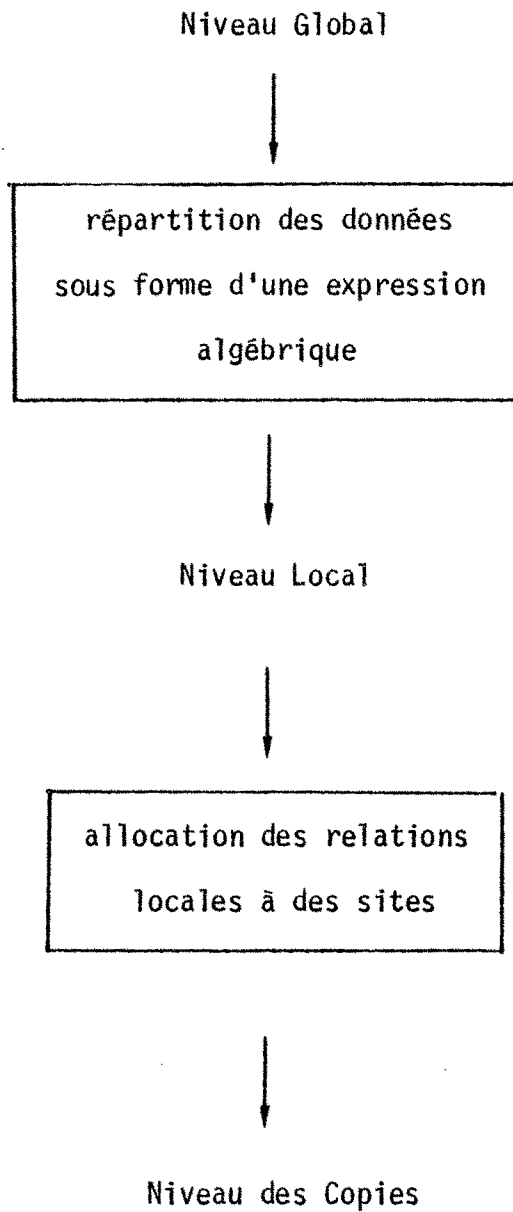 Niveau Global
répartition des données
sous forme d'une expression
algébrique
Niveau Local
allocation des relations
locales à des sites
Niveau des Copies